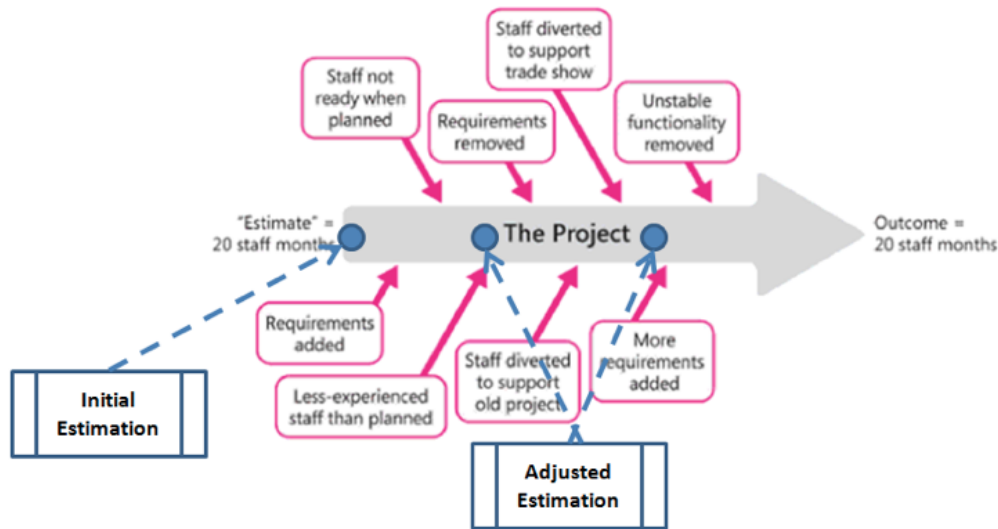 Staff diverted
to support
trade show
Staff not
ready when
planned
Requirements
removed
Unstable
functionality
removed
"Estimate" =
20 staff months
The Project
Outcome =
20 staff months
Requirements
added
Less-experienced
staff than planned
Staff diverted
to support
old project
More
requirements
added
Initial
Estimation
Adjusted
Estimation